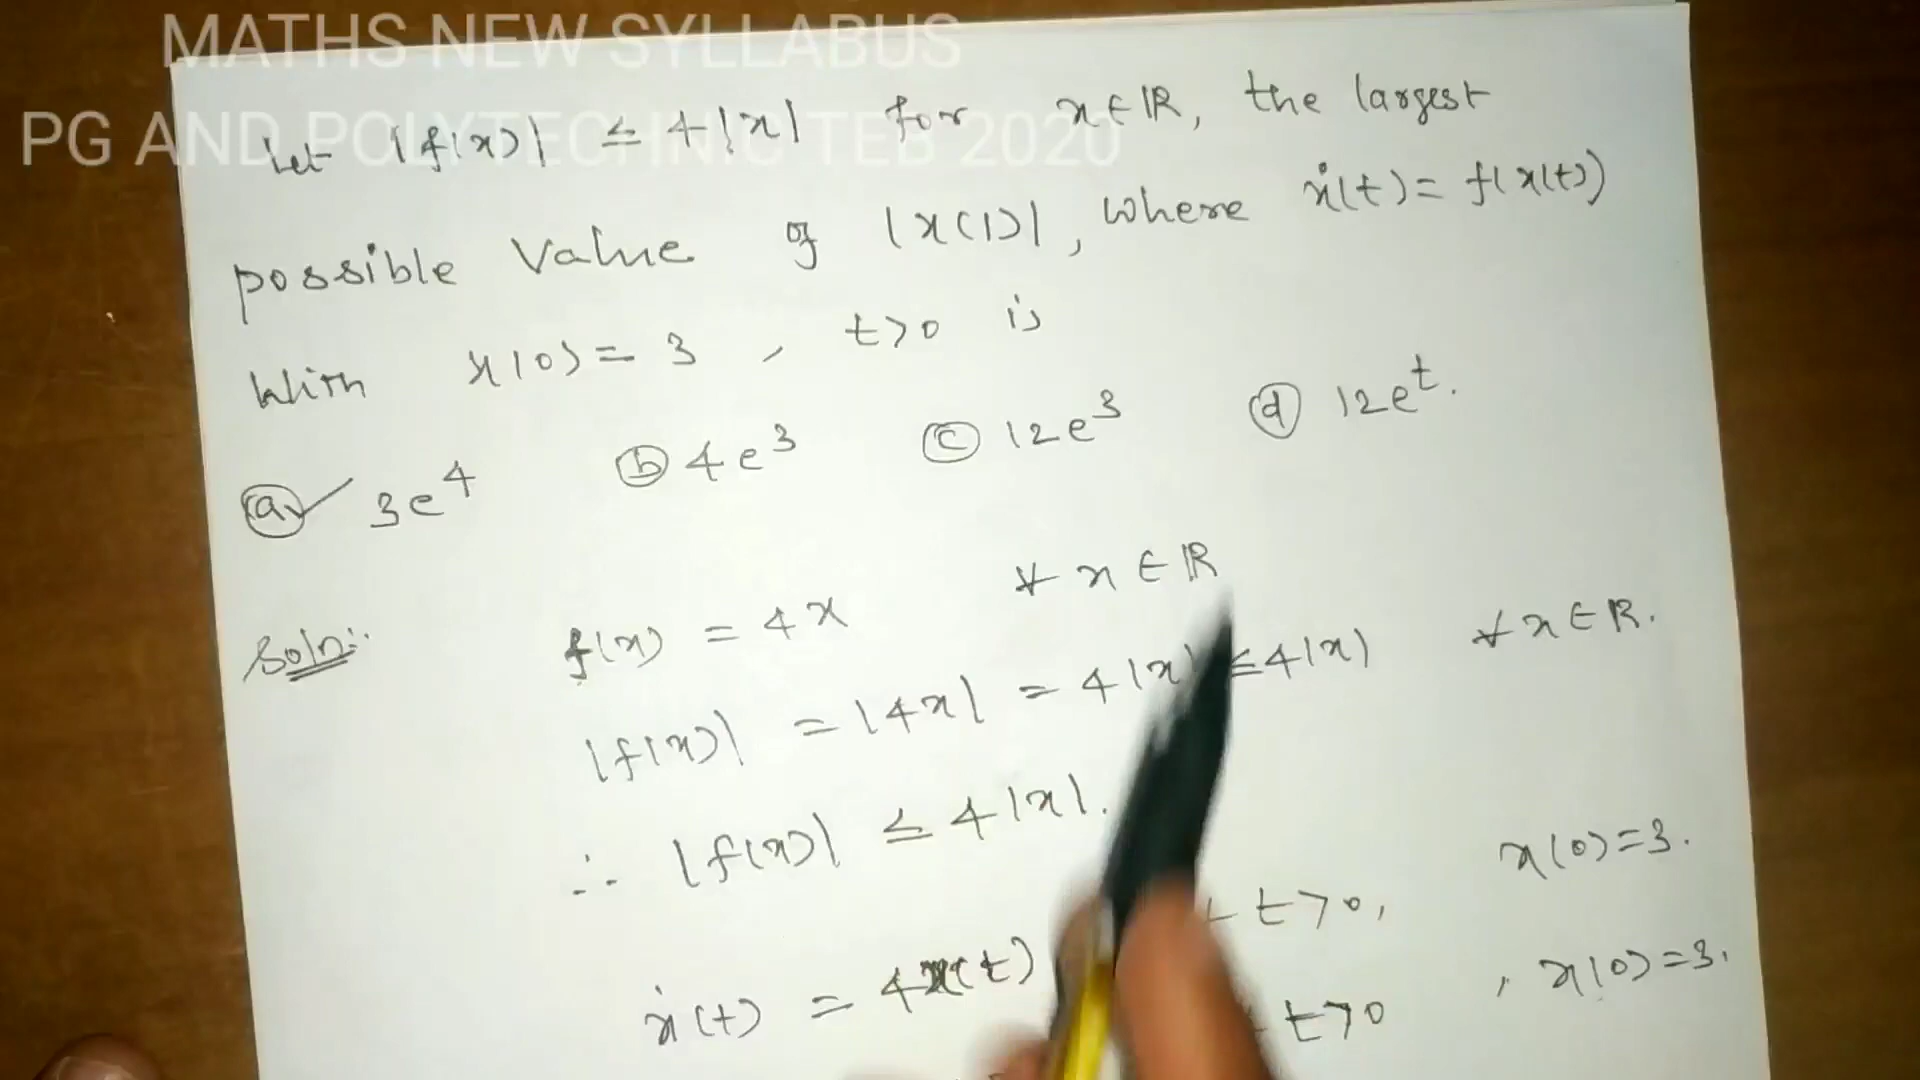 MATHS NEW SYLLABUS
PG AND POLYTECHNIC TEB 2020
Let |f(x)| ≤ 4|x| for x ∈ ℝ, the largest
possible value of |x(1)|, where ẋ(t) = f(x(t))
With x(0) = 3, t>0 is
ⓐ✓ 3e⁴ ⓑ 4e³ ⓒ 12e³ ⓓ 12eᵗ.
Soln:- f(x) = 4x ∀ x ∈ ℝ
|f(x)| = |4x| = 4|x| ≤ 4|x| ∀ x ∈ ℝ.
∴ |f(x)| ≤ 4|x|.
t>0, x(0)=3.
ẋ(t) = 4x(t) t>0, x(0)=3.